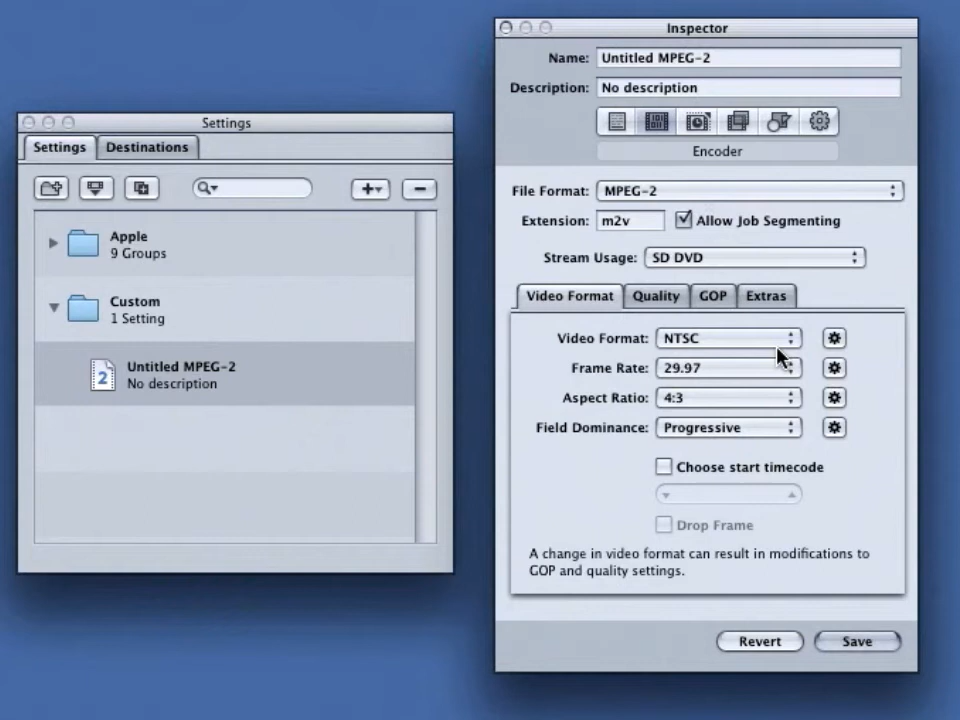 Inspector
Name: Untitled MPEG-2
Description: No description
Encoder
File Format: MPEG-2
Extension: m2v Allow Job Segmenting
Stream Usage: SD DVD
Video Format Quality GOP Extras
Video Format: NTSC
Frame Rate: 29.97
Aspect Ratio: 4:3
Field Dominance: Progressive
Choose start timecode
Drop Frame
A change in video format can result in modifications to
GOP and quality settings.
Revert Save
Settings
Settings Destinations
Apple
9 Groups
Custom
1 Setting
2
Untitled MPEG-2
No description